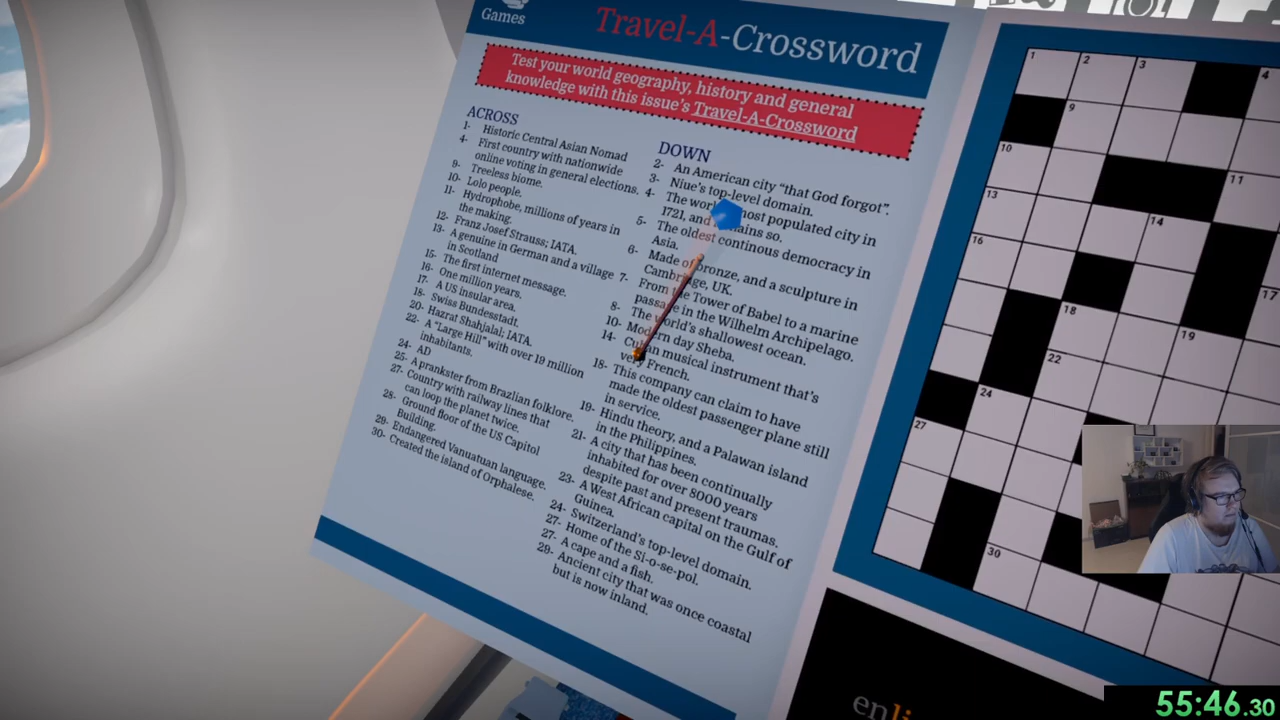 Games
Travel-A-Crossword
Test your world geography, history and general
knowledge with this issue's Travel-A-Crossword
ACROSS
1- Historic Central Asian Nomad
4- First country with nationwide
online voting in general elections.
9- Treeless biome.
10- Lolo people.
11- Hydrophobe, millions of years in
the making.
12- Franz Josef Strauss; IATA.
13- A genuine in German and a village
in Scotland
15- The first internet message.
16- One million years.
17- A US insular area.
18- Swiss Bundesstadt.
20- Hazrat Shahjalal; IATA.
22- A "Large Hill" with over 19 million
inhabitants.
24- AD
25- A prankster from Brazilian folklore.
27- Country with railway lines that
can loop the planet twice.
28- Ground floor of the US Capitol
Building.
29- Endangered Vanuatuan language.
30- Created the island of Orphalese.
DOWN
2- An American city "that God forgot".
3- Niue's top-level domain.
4- The most populated city in
1721, and so.
5- The oldest continous democracy in
Asia.
6- Made of bronze, and a sculpture in
Cambridge, UK.
7- From the Tower of Babel to a marine
passage in the Wilhelm Archipelago.
8- The world's shallowest ocean.
10- Modern day Sheba.
14- Cuban musical instrument that's
very French.
18- This company can claim to have
made the oldest passenger plane still
in service.
19- Hindu theory, and a Palawan island
in the Philippines.
21- A city that has been continually
inhabited for over 8000 years
despite past and present traumas.
23- A West African capital on the Gulf of
Guinea.
24- Switzerland's top-level domain.
27- Home of the Si-o-se-pol.
27- A cape and a fish.
29- Ancient city that was once coastal
but is now inland.
1 2 3 4
9
10 11
13 14
16
17
18 19
22
24
27
30
enli
55:46.30